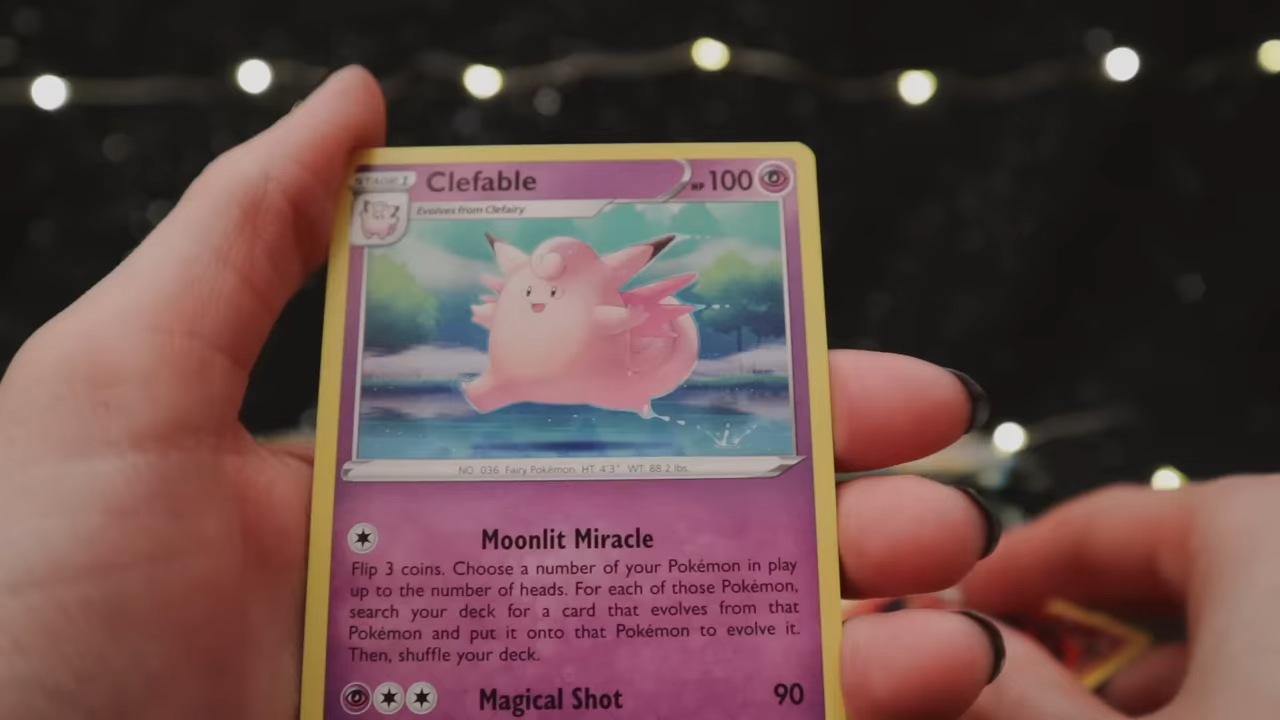 STAGE 1 Clefable HP 100
Evolves from Clefairy
NO. 036 Fairy Pokémon HT: 4'3" WT: 88.2 lbs.
Moonlit Miracle
Flip 3 coins. Choose a number of your Pokémon in play
up to the number of heads. For each of those Pokémon,
search your deck for a card that evolves from that
Pokémon and put it onto that Pokémon to evolve it.
Then, shuffle your deck.
Magical Shot 90